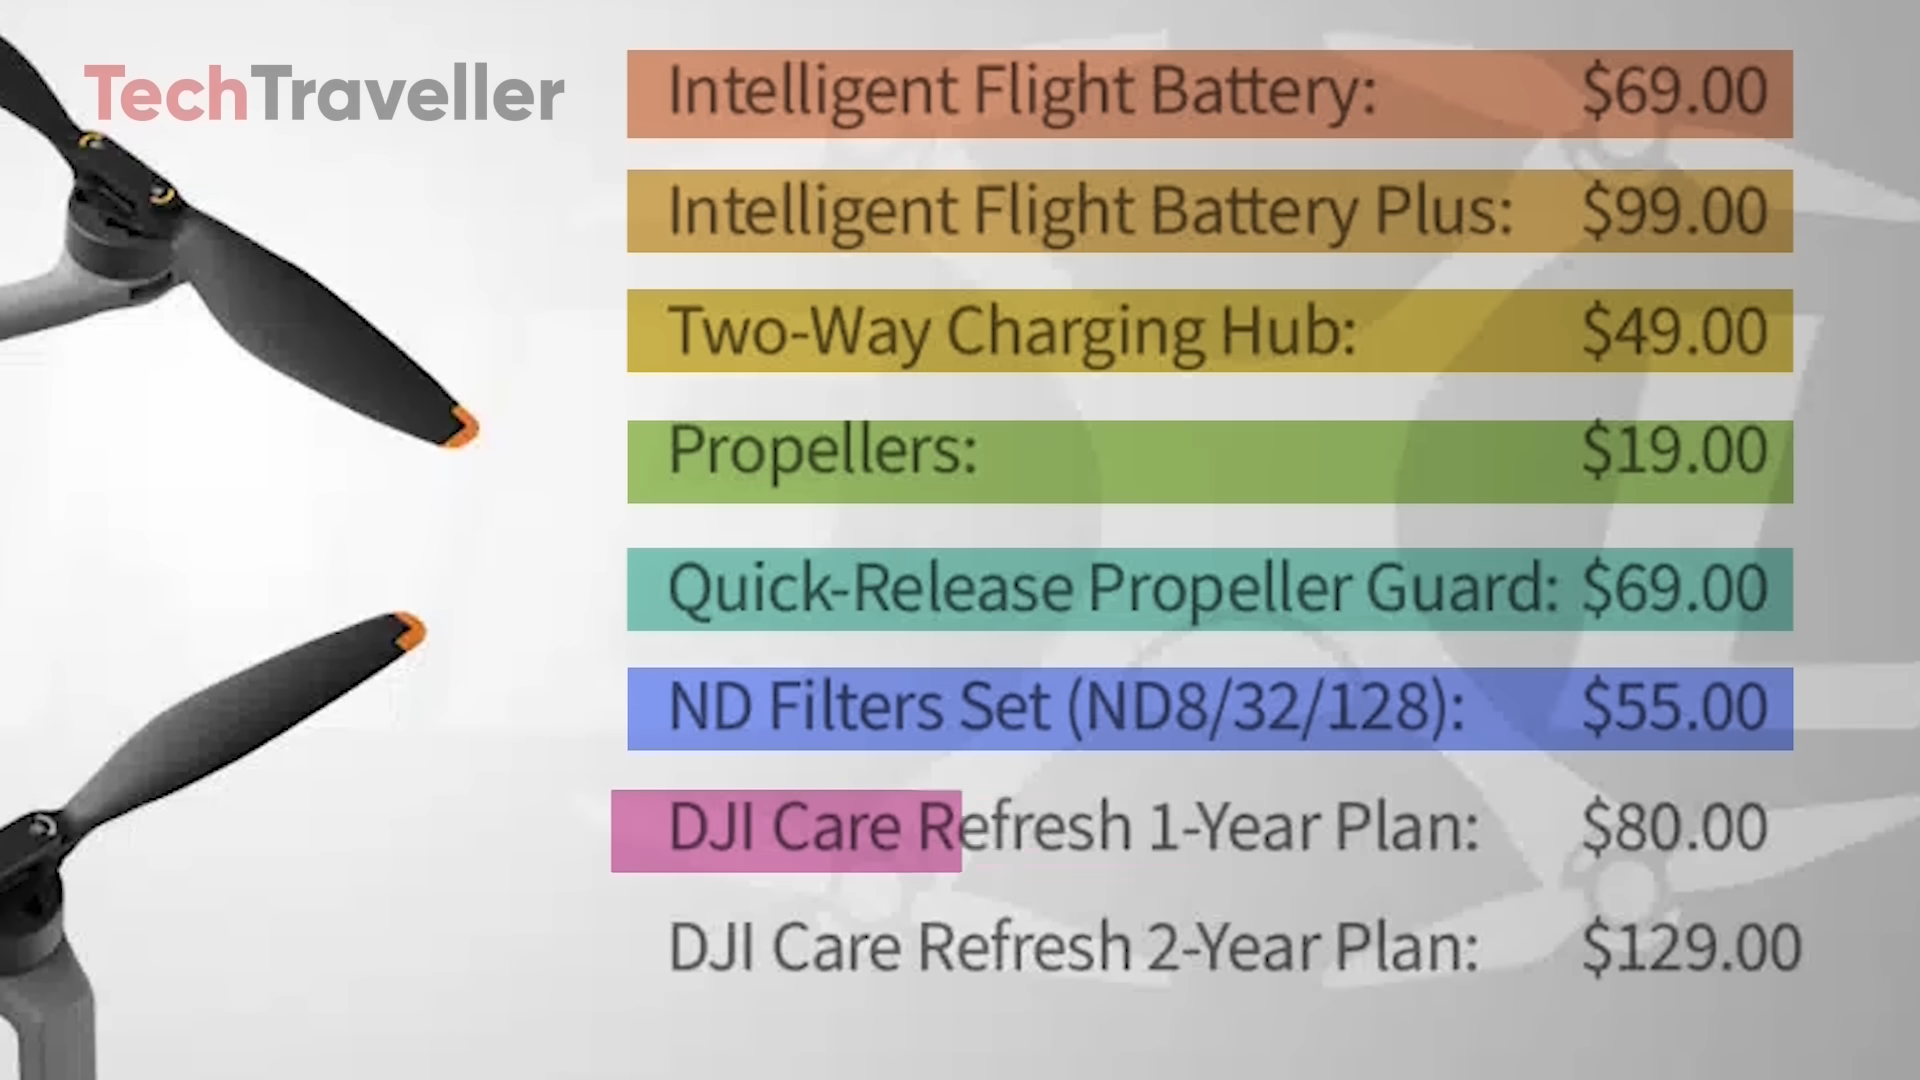 TechTraveller
Intelligent Flight Battery: $69.00
Intelligent Flight Battery Plus: $99.00
Two-Way Charging Hub: $49.00
Propellers: $19.00
Quick-Release Propeller Guard: $69.00
ND Filters Set (ND8/32/128): $55.00
DJI Care Refresh 1-Year Plan: $80.00
DJI Care Refresh 2-Year Plan: $129.00